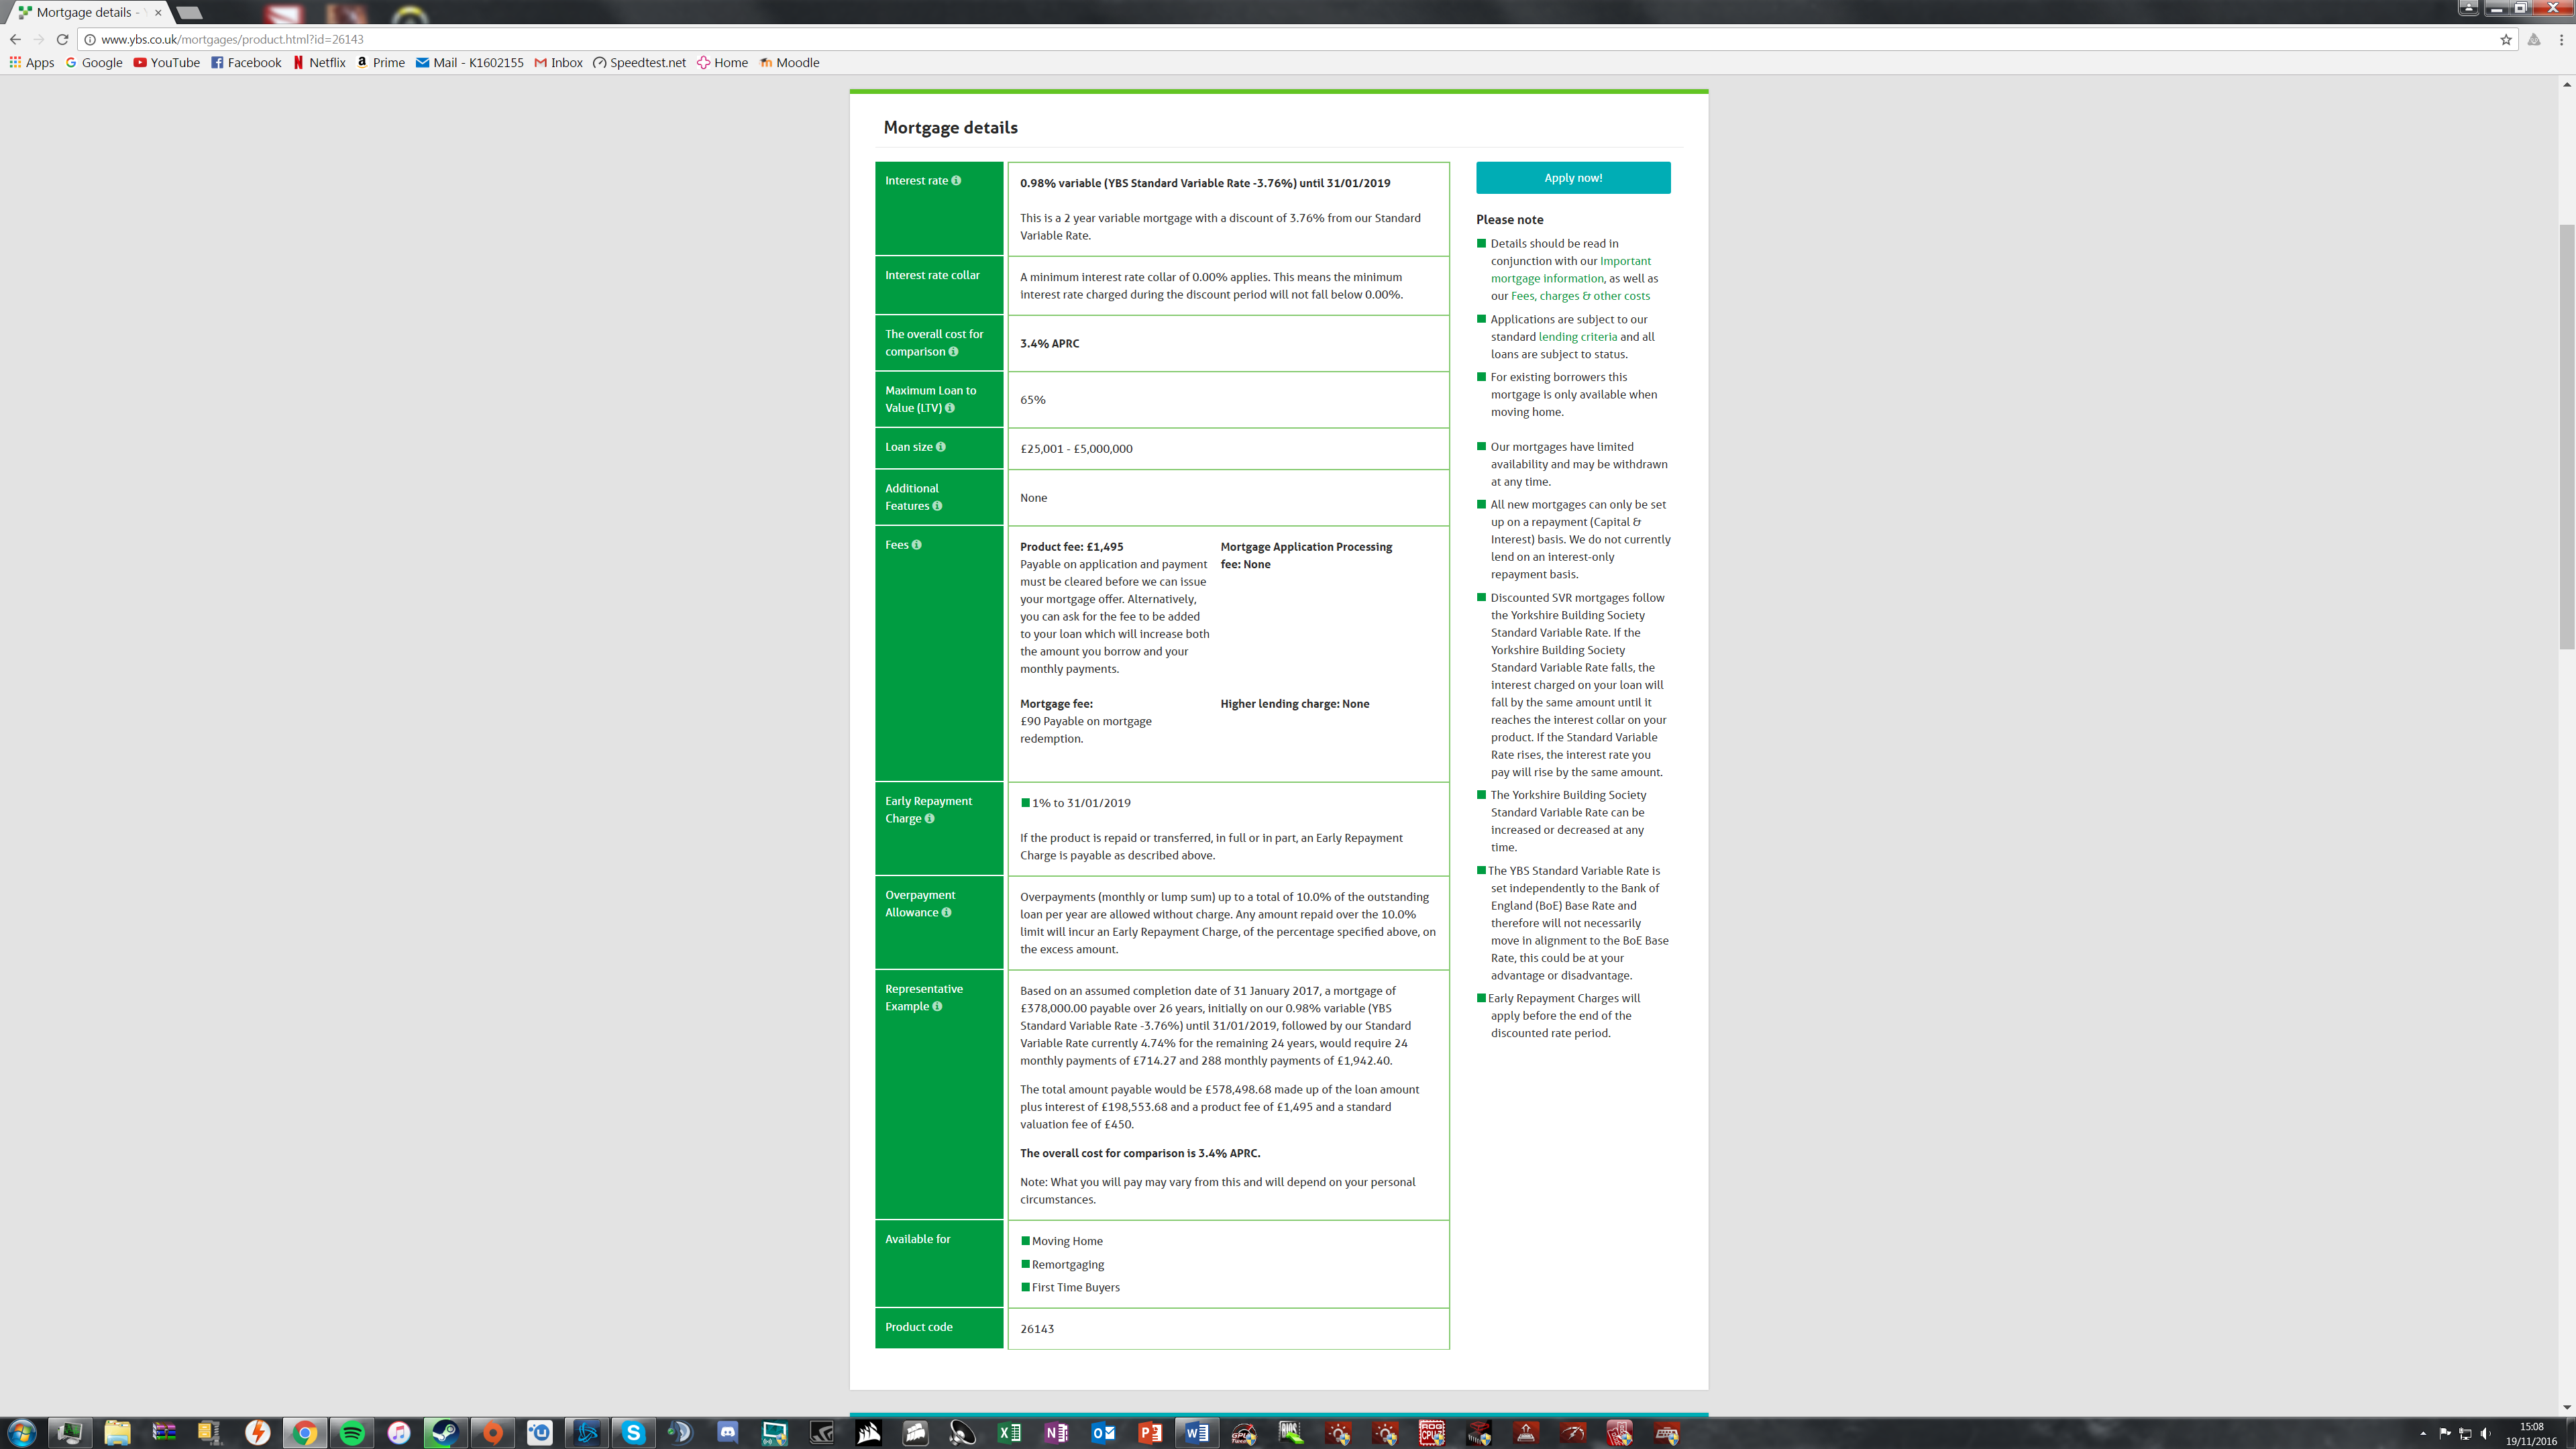 Mortgage details -
www.ybs.co.uk/mortgages/product.html?id=26143
Apps Google YouTube Facebook Netflix Prime Mail - K1602155 Inbox Speedtest.net Home Moodle
Mortgage details
Interest rate
0.98% variable (YBS Standard Variable Rate -3.76%) until 31/01/2019
This is a 2 year variable mortgage with a discount of 3.76% from our Standard
Variable Rate.
Interest rate collar
A minimum interest rate collar of 0.00% applies. This means the minimum
interest rate charged during the discount period will not fall below 0.00%.
The overall cost for
comparison
3.4% APRC
Maximum Loan to
Value (LTV)
65%
Loan size
£25,001 - £5,000,000
Additional
Features
None
Fees
Product fee: £1,495
Payable on application and payment
must be cleared before we can issue
your mortgage offer. Alternatively,
you can ask for the fee to be added
to your loan which will increase both
the amount you borrow and your
monthly payments.
Mortgage Application Processing
fee: None
Mortgage fee:
£90 Payable on mortgage
redemption.
Higher lending charge: None
Early Repayment
Charge
1% to 31/01/2019
If the product is repaid or transferred, in full or in part, an Early Repayment
Charge is payable as described above.
Overpayment
Allowance
Overpayments (monthly or lump sum) up to a total of 10.0% of the outstanding
loan per year are allowed without charge. Any amount repaid over the 10.0%
limit will incur an Early Repayment Charge, of the percentage specified above, on
the excess amount.
Representative
Example
Based on an assumed completion date of 31 January 2017, a mortgage of
£378,000.00 payable over 26 years, initially on our 0.98% variable (YBS
Standard Variable Rate -3.76%) until 31/01/2019, followed by our Standard
Variable Rate currently 4.74% for the remaining 24 years, would require 24
monthly payments of £714.27 and 288 monthly payments of £1,942.40.
The total amount payable would be £578,498.68 made up of the loan amount
plus interest of £198,553.68 and a product fee of £1,495 and a standard
valuation fee of £450.
The overall cost for comparison is 3.4% APRC.
Note: What you will pay may vary from this and will depend on your personal
circumstances.
Available for
Moving Home
Remortgaging
First Time Buyers
Product code
26143
Apply now!
Please note
Details should be read in
conjunction with our Important
mortgage information, as well as
our Fees, charges & other costs
Applications are subject to our
standard lending criteria and all
loans are subject to status.
For existing borrowers this
mortgage is only available when
moving home.
Our mortgages have limited
availability and may be withdrawn
at any time.
All new mortgages can only be set
up on a repayment (Capital &
Interest) basis. We do not currently
lend on an interest-only
repayment basis.
Discounted SVR mortgages follow
the Yorkshire Building Society
Standard Variable Rate. If the
Yorkshire Building Society
Standard Variable Rate falls, the
interest charged on your loan will
fall by the same amount until it
reaches the interest collar on your
product. If the Standard Variable
Rate rises, the interest rate you
pay will rise by the same amount.
The Yorkshire Building Society
Standard Variable Rate can be
increased or decreased at any
time.
The YBS Standard Variable Rate is
set independently to the Bank of
England (BoE) Base Rate and
therefore will not necessarily
move in alignment to the BoE Base
Rate, this could be at your
advantage or disadvantage.
Early Repayment Charges will
apply before the end of the
discounted rate period.
15:08
19/11/2016